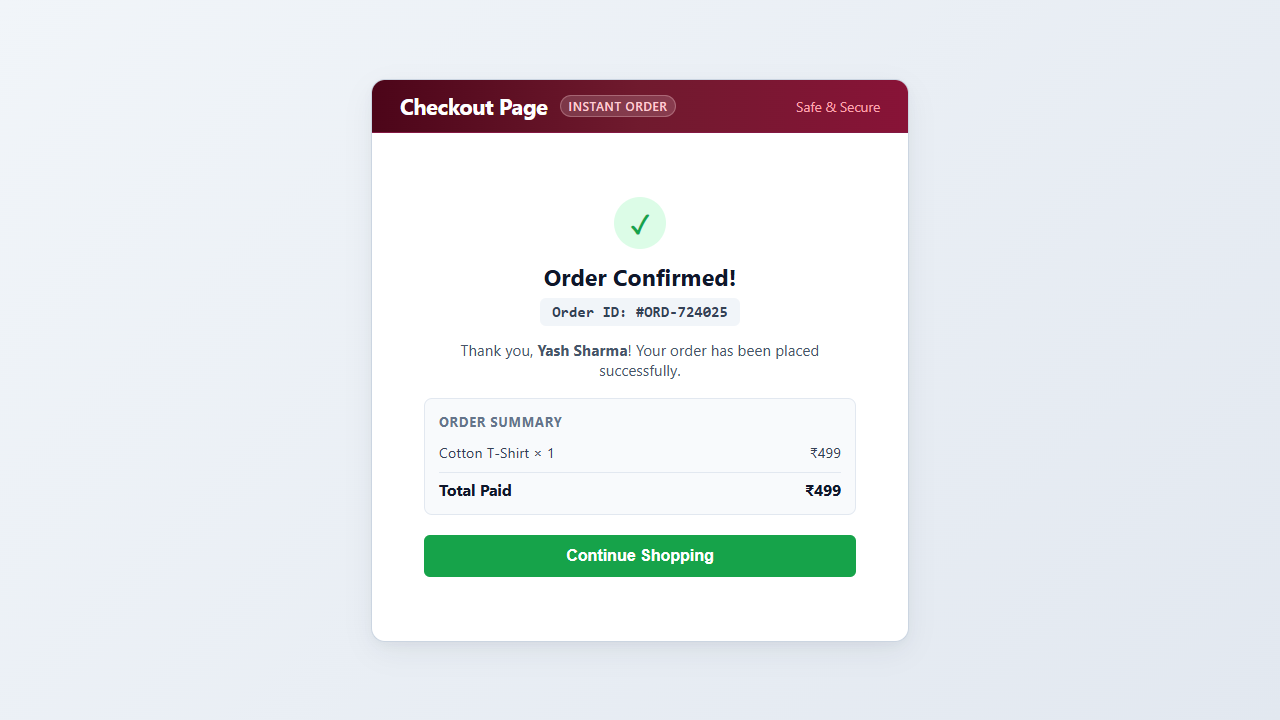 Checkout Page INSTANT ORDER Safe & Secure
✓
Order Confirmed!
Order ID: #ORD-724025
Thank you, Yash Sharma! Your order has been placed
successfully.
ORDER SUMMARY
Cotton T-Shirt × 1 ₹499
Total Paid ₹499
Continue Shopping